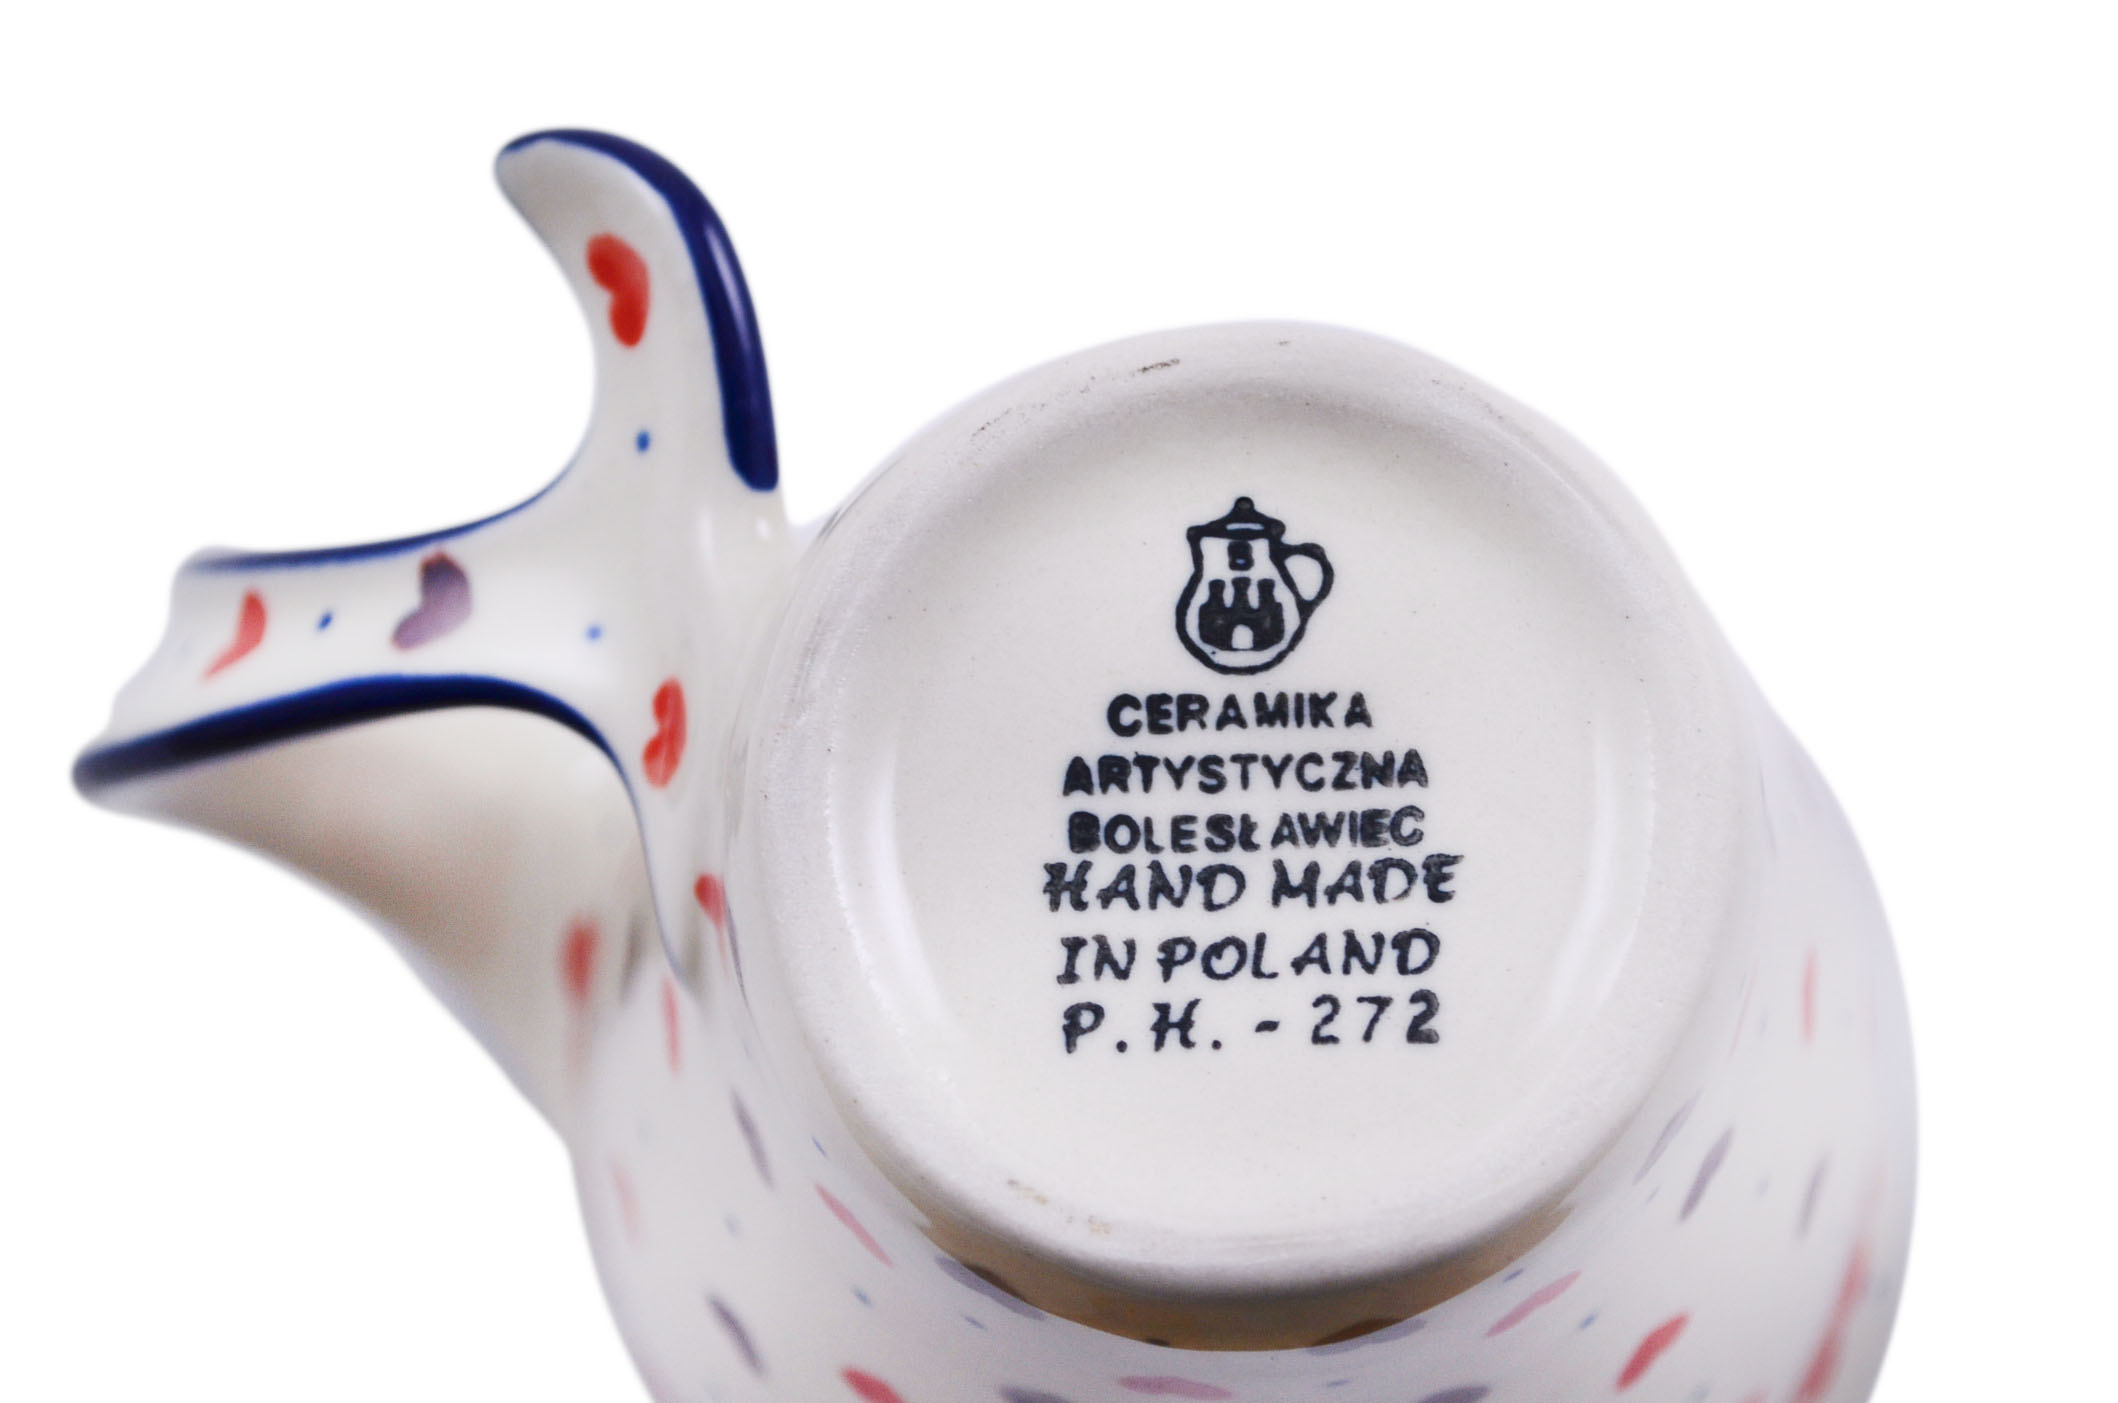 B
CERAMIKA
ARTYSTYCZNA
BOLESŁAWIEC
HAND MADE
IN POLAND
P.H.-272